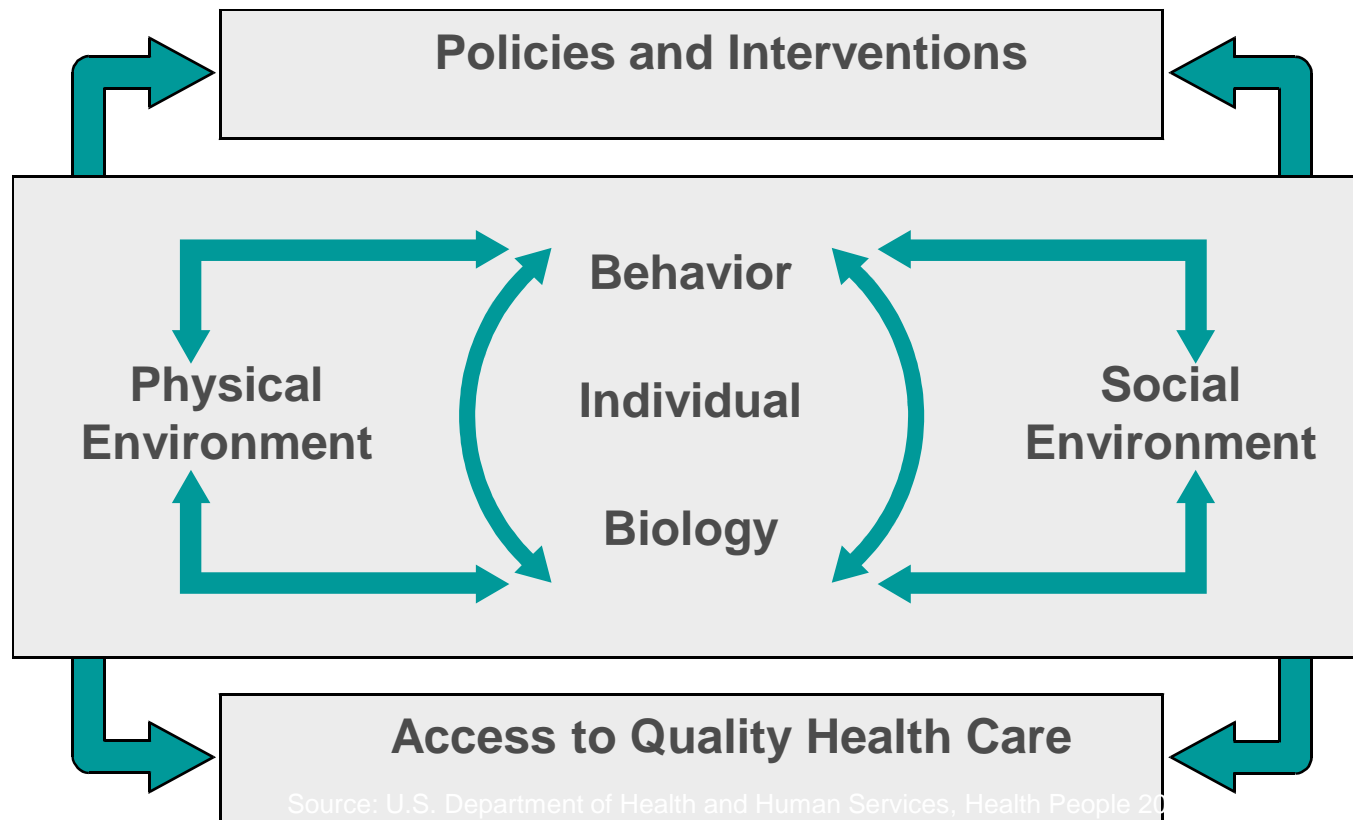 Policies and Interventions
Behavior
Physical
Environment
Individual
Social
Environment
Biology
Access to Quality Health Care
Source: U.S. Department of Health and Human Services, Health People